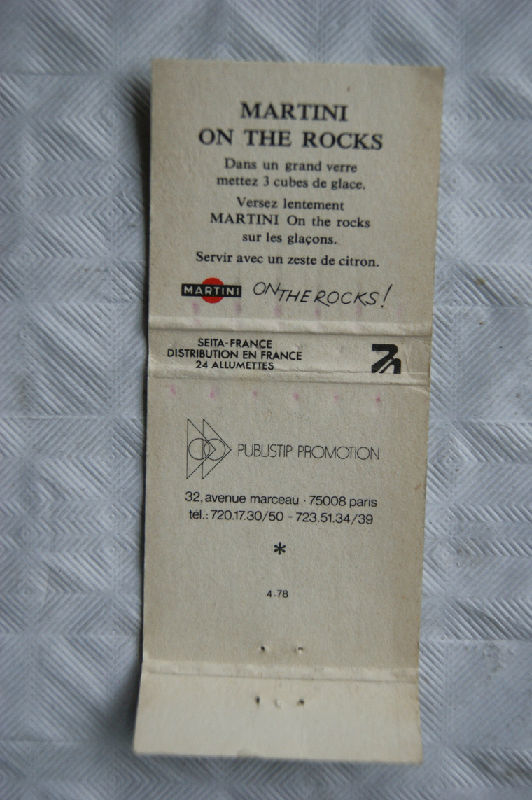 MARTINI
ON THE ROCKS
Dans un grand verre
mettez 3 cubes de glace.
Versez lentement
MARTINI On the rocks
sur les glaçons.
Servir avec un zeste de citron.
MARTINI ON THE ROCKS!
SEITA-FRANCE
DISTRIBUTION EN FRANCE
24 ALLUMETTES
PUBLISTIP PROMOTION
32, avenue marceau · 75008 paris
tel.: 720.17.30/50 - 723.51.34/39
*
4-78